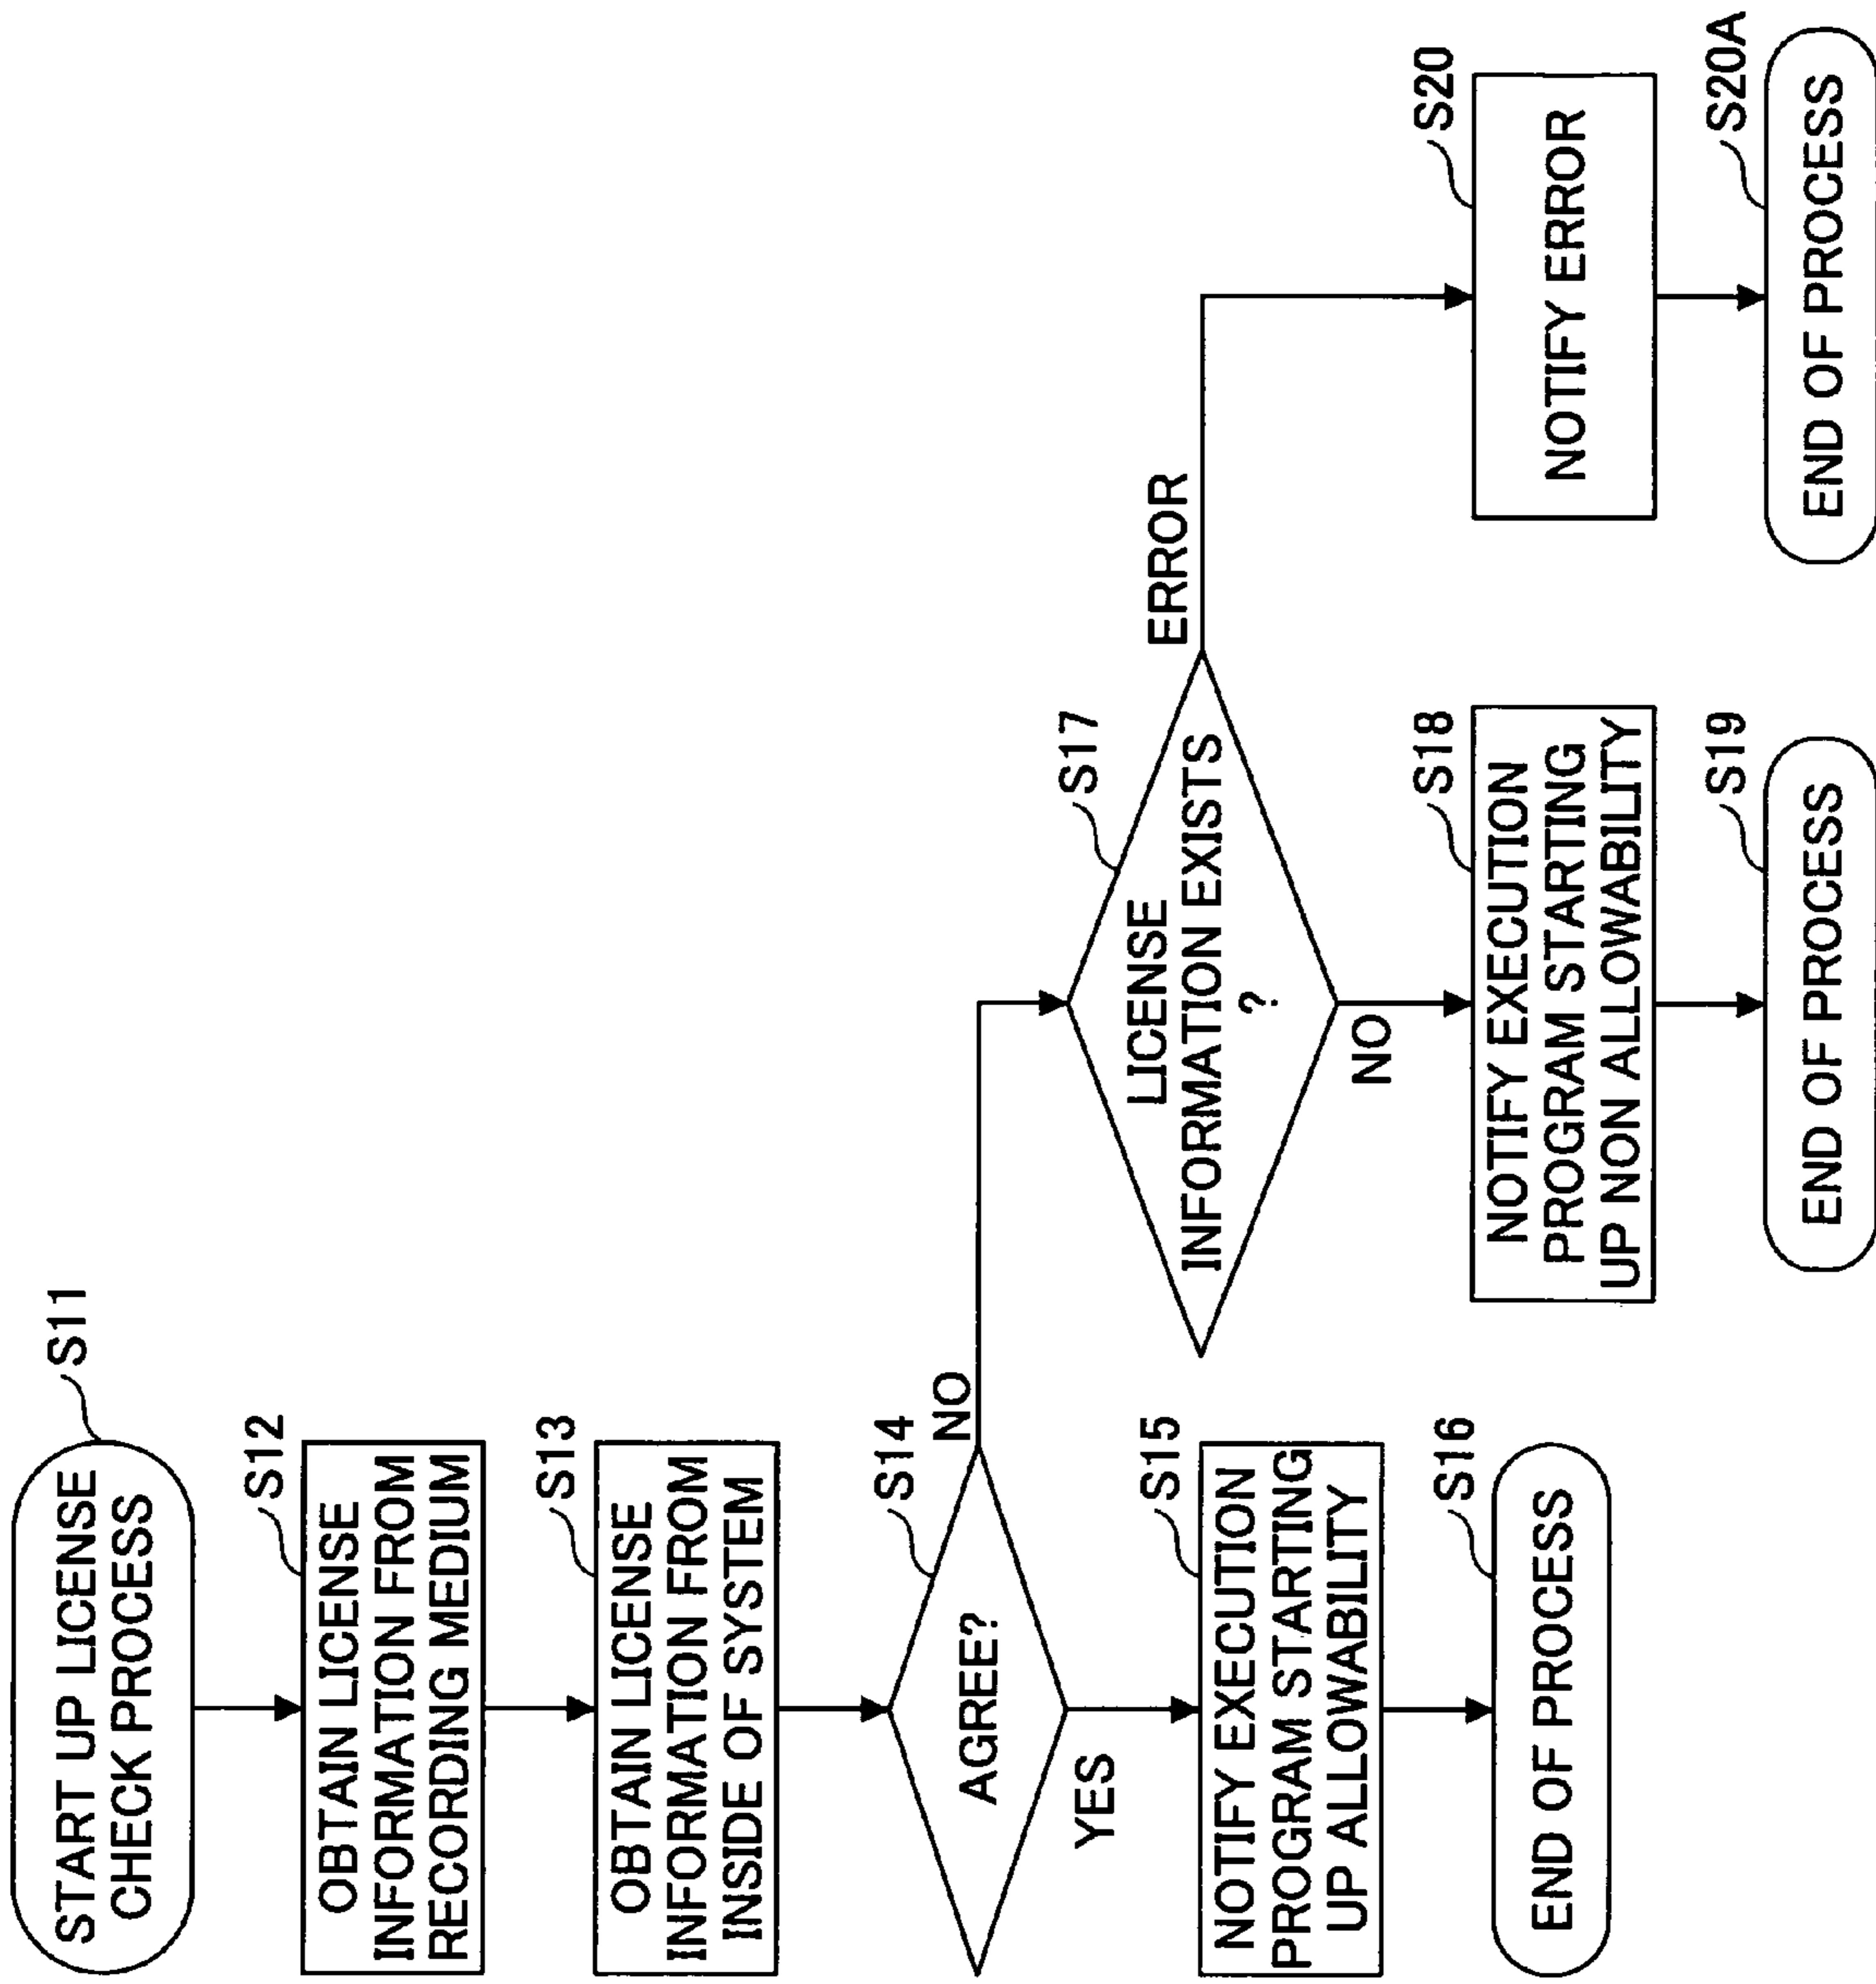 START UP LICENSE
CHECK PROCESS
S11
OBTAIN LICENSE
INFORMATION FROM
RECORDING MEDIUM
S12
OBTAIN LICENSE
INFORMATION FROM
INSIDE OF SYSTEM
S13
AGREE?
S14
NO
YES
NOTIFY EXECUTION
PROGRAM STARTING
UP ALLOWABILITY
S15
END OF PROCESS
S16
LICENSE
INFORMATION EXISTS
?
S17
ERROR
NO
NOTIFY EXECUTION
PROGRAM STARTING
UP NON ALLOWABILITY
S18
END OF PROCESS
S19
NOTIFY ERROR
S20
END OF PROCESS
S20A